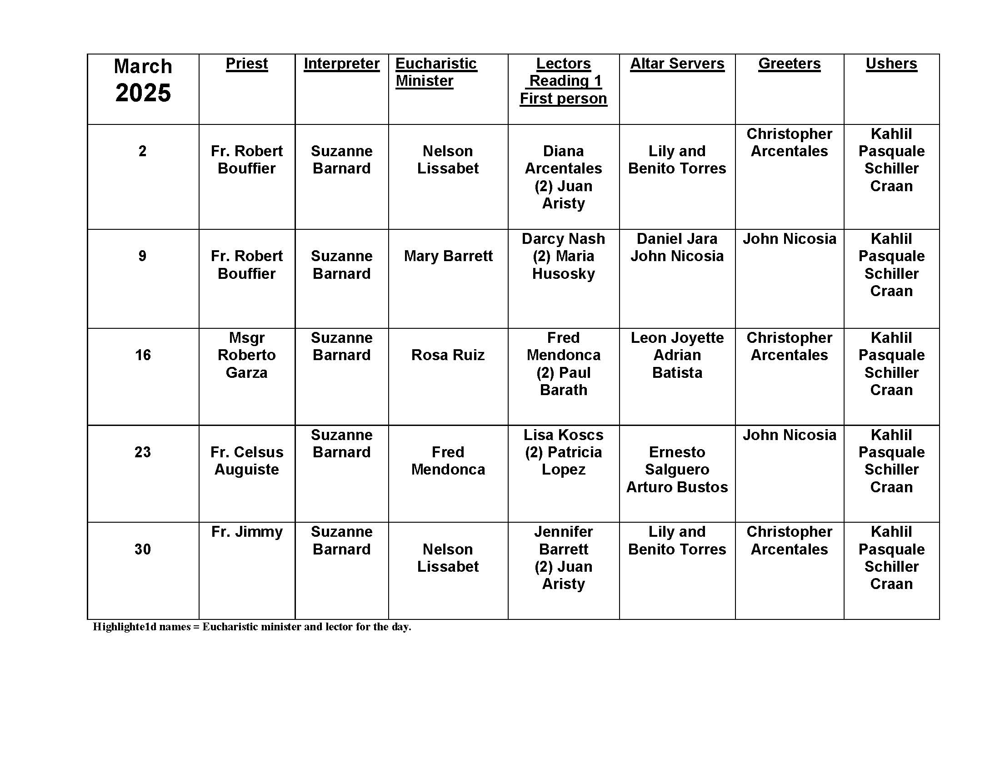 March
2025
Priest
Interpreter
Eucharistic
Minister
Lectors
Reading 1
First person
Altar Servers
Greeters
Ushers
2
Fr. Robert
Bouffier
Suzanne
Barnard
Nelson
Lissabet
Diana
Arcentales
(2) Juan
Aristy
Lily and
Benito Torres
Christopher
Arcentales
Kahlil
Pasquale
Schiller
Craan
9
Fr. Robert
Bouffier
Suzanne
Barnard
Mary Barrett
Darcy Nash
(2) Maria
Husosky
Daniel Jara
John Nicosia
John Nicosia
Kahlil
Pasquale
Schiller
Craan
16
Msgr
Roberto
Garza
Suzanne
Barnard
Rosa Ruiz
Fred
Mendonca
(2) Paul
Barath
Leon Joyette
Adrian
Batista
Christopher
Arcentales
Kahlil
Pasquale
Schiller
Craan
23
Fr. Celsus
Auguiste
Suzanne
Barnard
Fred
Mendonca
Lisa Koscs
(2) Patricia
Lopez
Ernesto
Salguero
Arturo Bustos
John Nicosia
Kahlil
Pasquale
Schiller
Craan
30
Fr. Jimmy
Suzanne
Barnard
Nelson
Lissabet
Jennifer
Barrett
(2) Juan
Aristy
Lily and
Benito Torres
Christopher
Arcentales
Kahlil
Pasquale
Schiller
Craan
Highlighte1d names = Eucharistic minister and lector for the day.